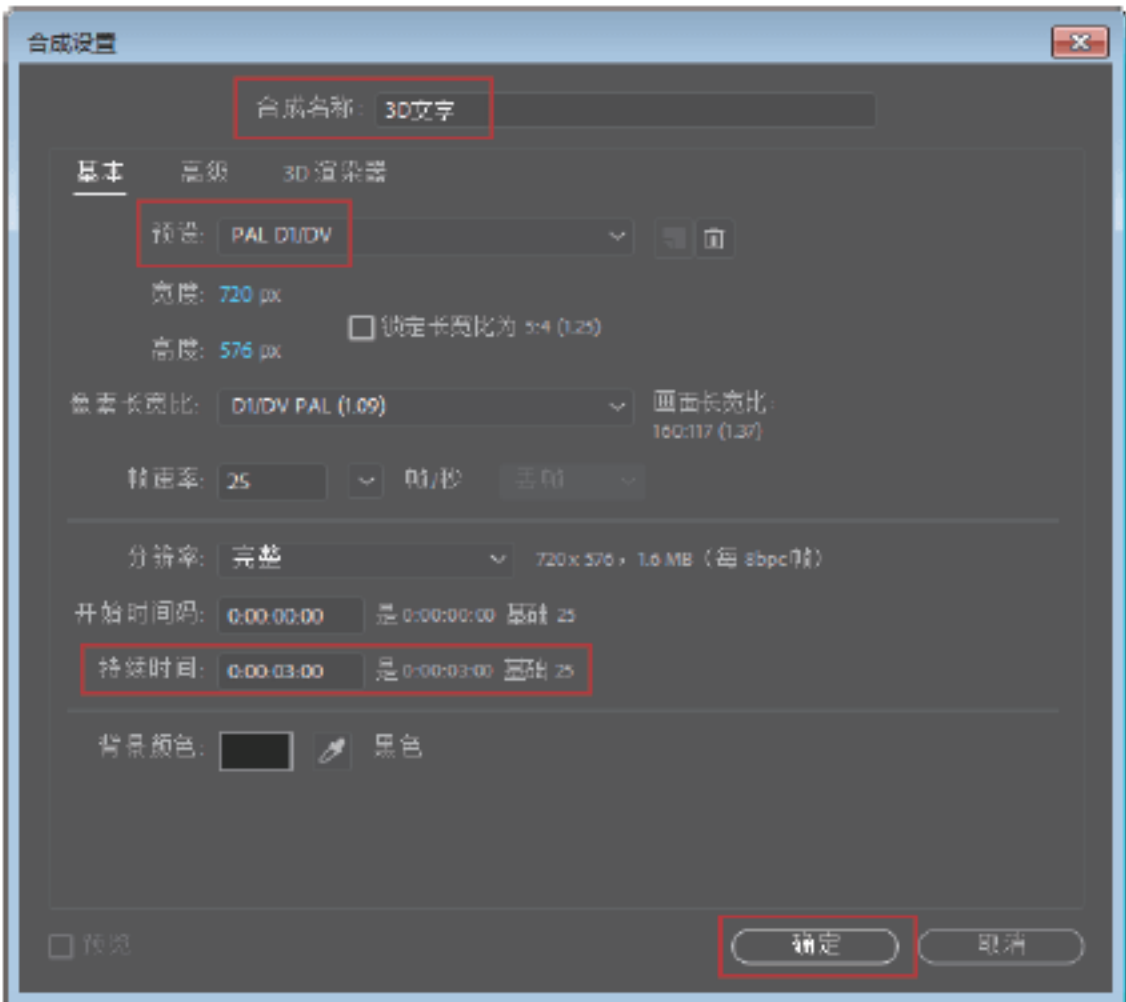 合成设置
合成名称: 3D文字
基本 高级 3D 渲染器
预设: PAL D1/DV
宽度: 720 px
锁定长宽比为 5:4 (1.25)
高度: 576 px
像素长宽比: D1/DV PAL (1.09) 画面长宽比:
160:117 (1.37)
帧速率: 25 帧/秒 丢帧
分辨率: 完整 720 x 576，1.6 MB（每 8bpc 帧）
开始时间码: 0:00:00:00 是 0:00:00:00 基础 25
持续时间: 0:00:03:00 是 0:00:03:00 基础 25
背景颜色: 黑色
预览 确定 取消